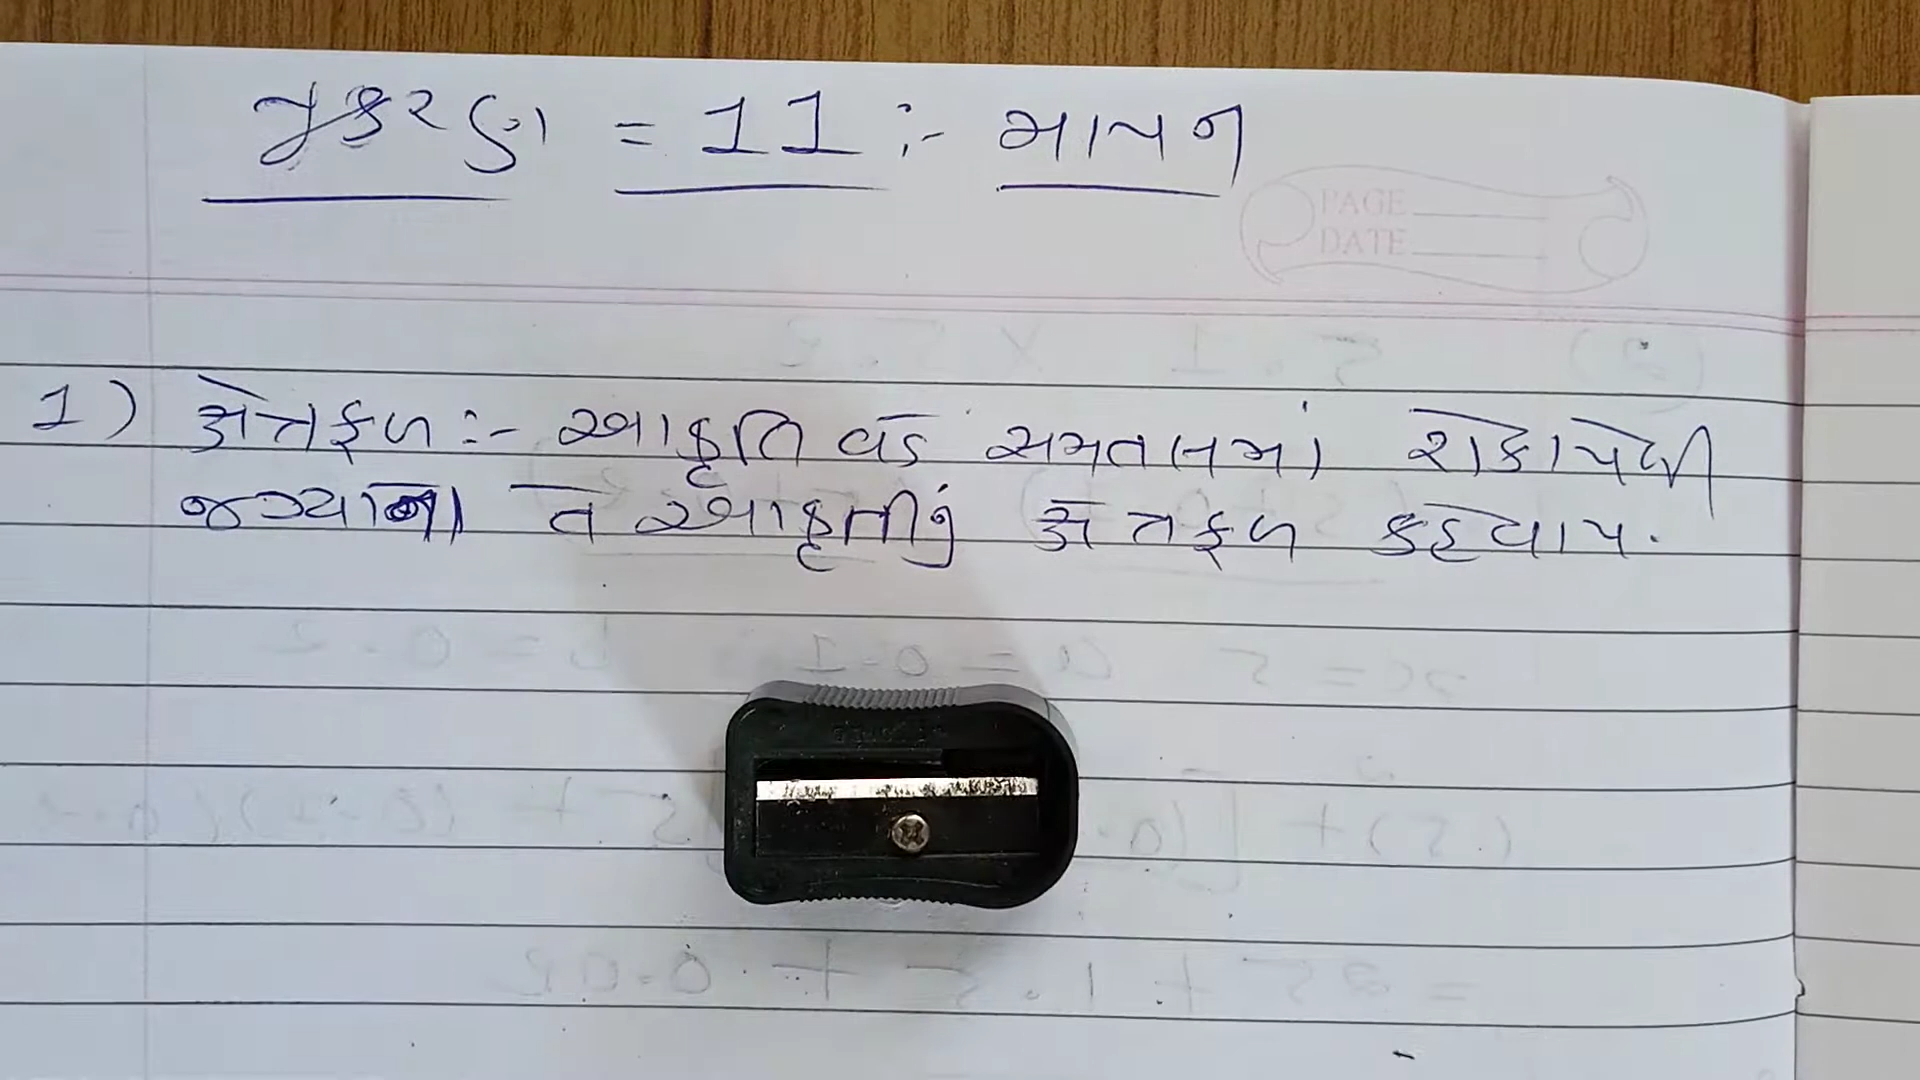 પ્રકરણ = 11 :- માપન
PAGE
DATE
1) ક્ષેત્રફળ :- આકૃતિ વડે સમતલમાં રોકાયેલી
જગ્યાને તે આકૃતીનું ક્ષેત્રફળ કહેવાય.